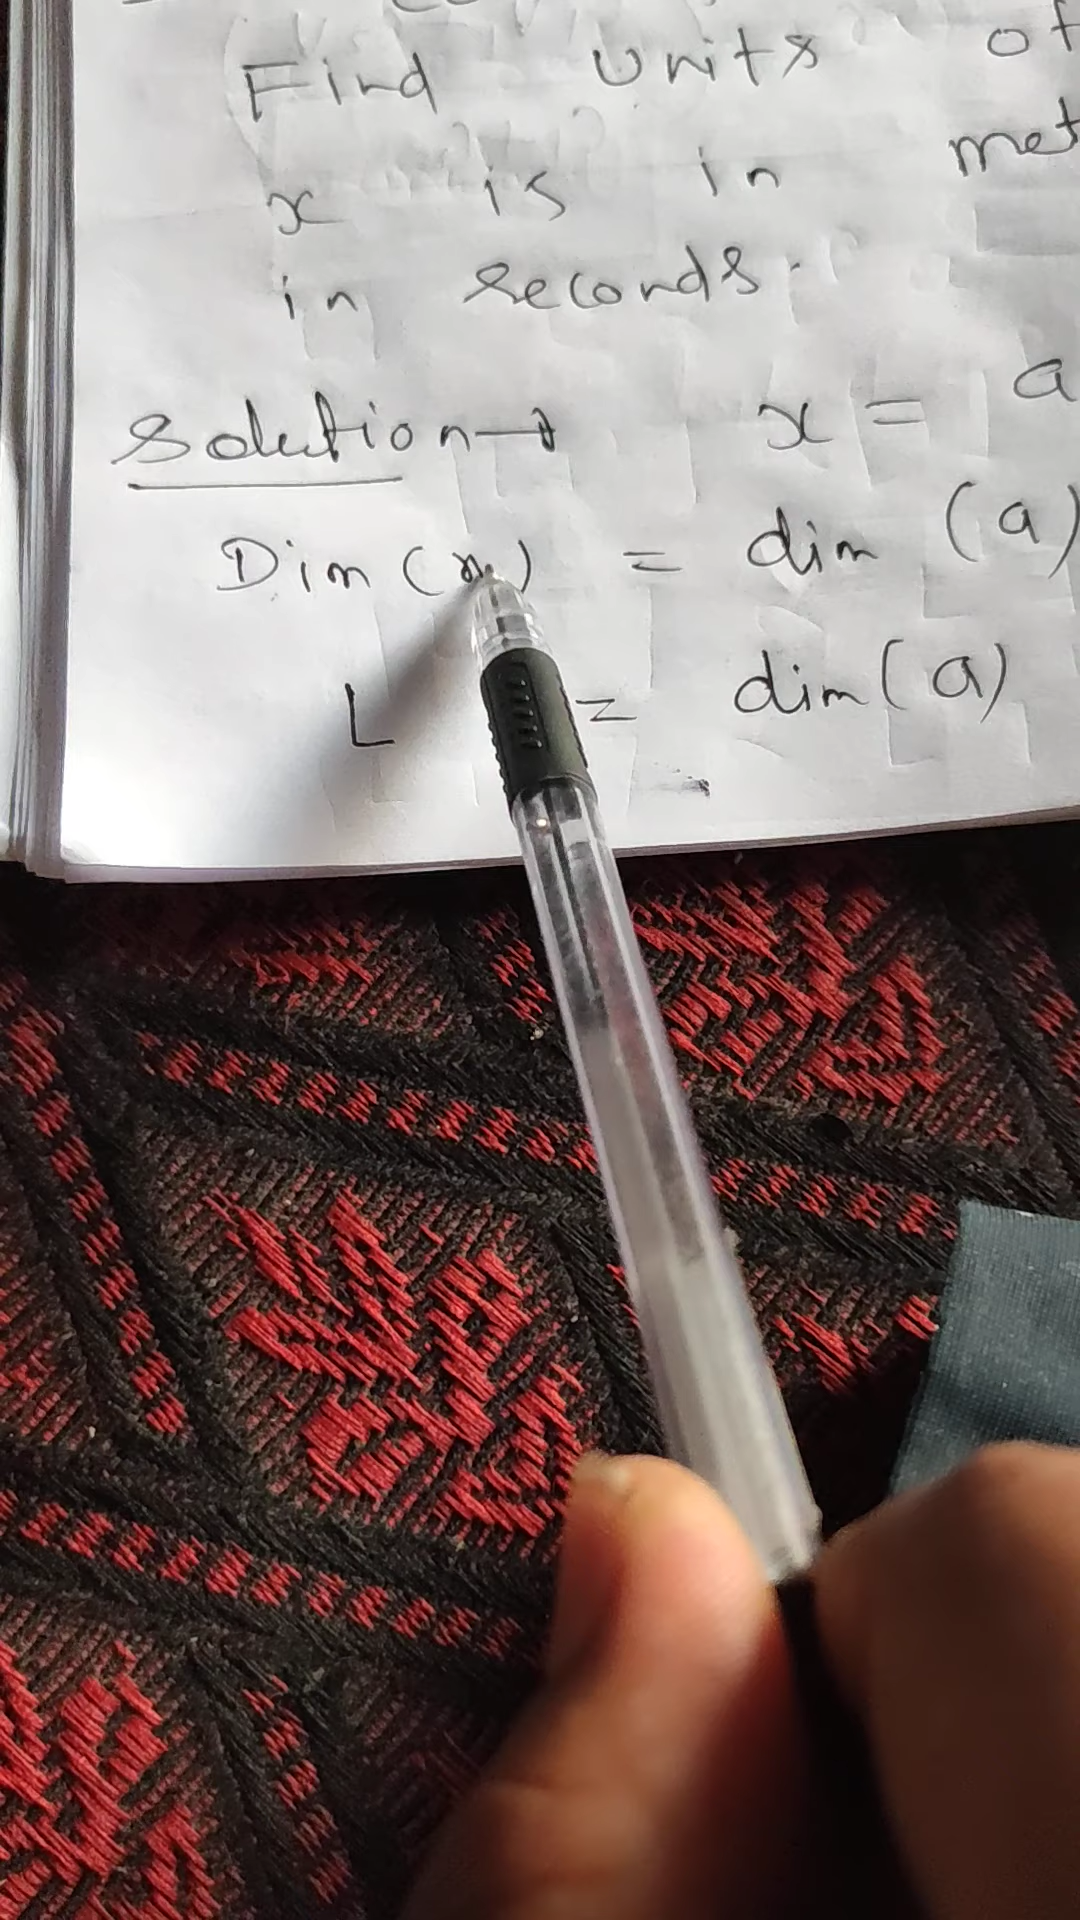 Find units of
x is in met
in seconds.
Solution → x = a
Dim (x) = dim (a)
L = dim (a)